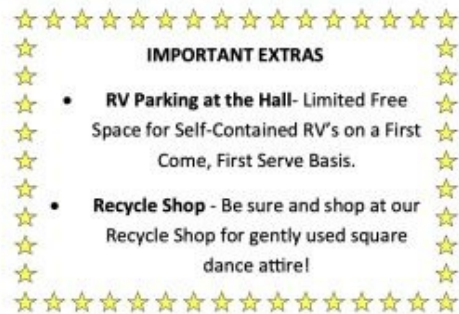 IMPORTANT EXTRAS
• RV Parking at the Hall- Limited Free
Space for Self-Contained RV's on a First
Come, First Serve Basis.
• Recycle Shop - Be sure and shop at our
Recycle Shop for gently used square
dance attire!